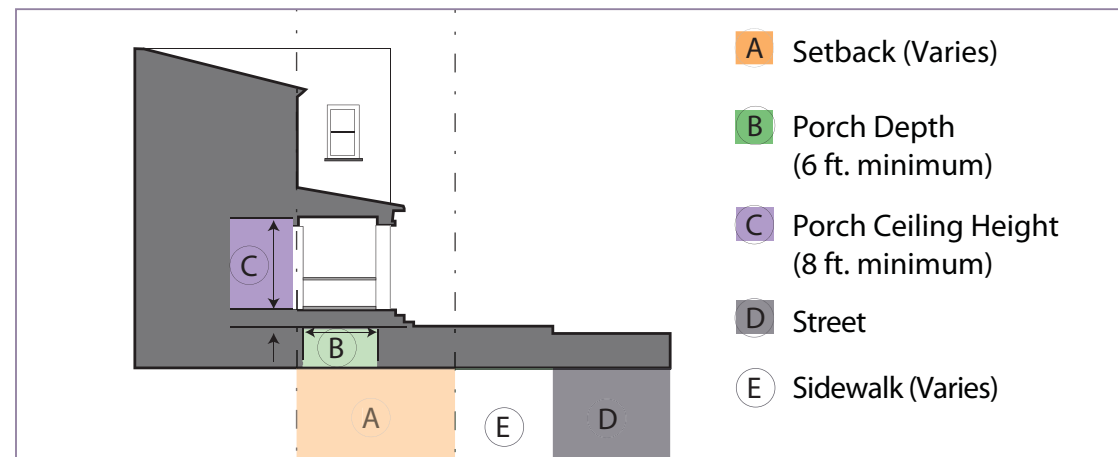 A Setback (Varies)
B Porch Depth
(6 ft. minimum)
C Porch Ceiling Height
(8 ft. minimum)
D Street
E Sidewalk (Varies)
C
B
A
E
D